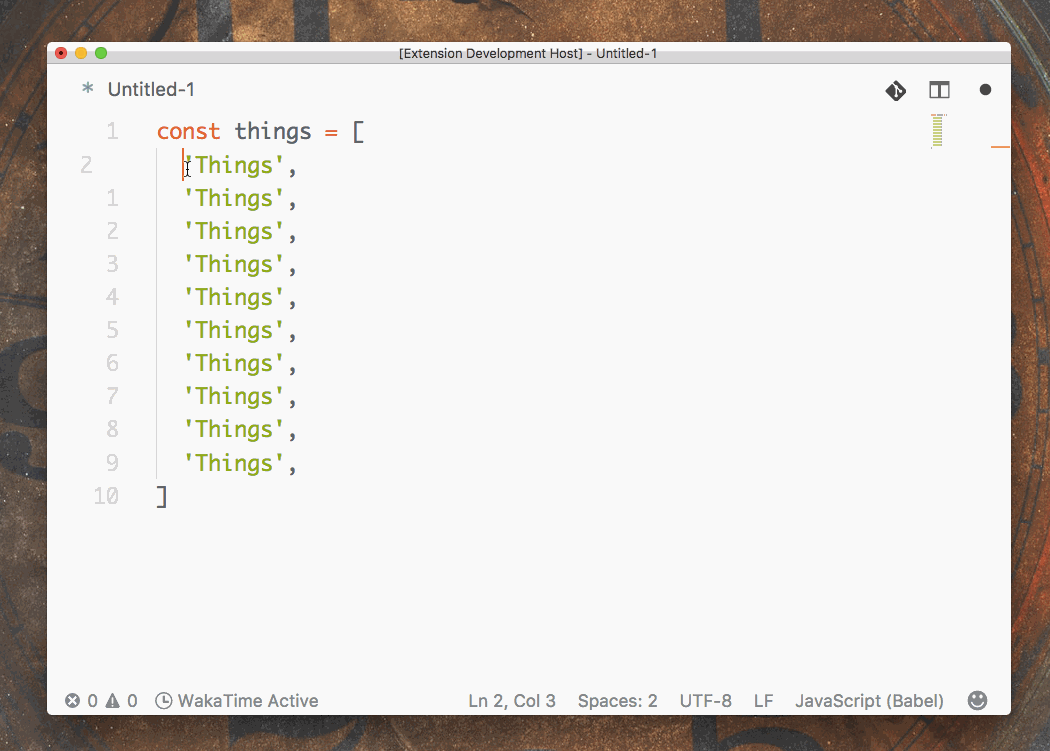 [Extension Development Host] - Untitled-1
* Untitled-1
1 const things = [
2 'Things',
1 'Things',
2 'Things',
3 'Things',
4 'Things',
5 'Things',
6 'Things',
7 'Things',
8 'Things',
9 'Things',
10 ]
0 0 WakaTime Active Ln 2, Col 3 Spaces: 2 UTF-8 LF JavaScript (Babel)